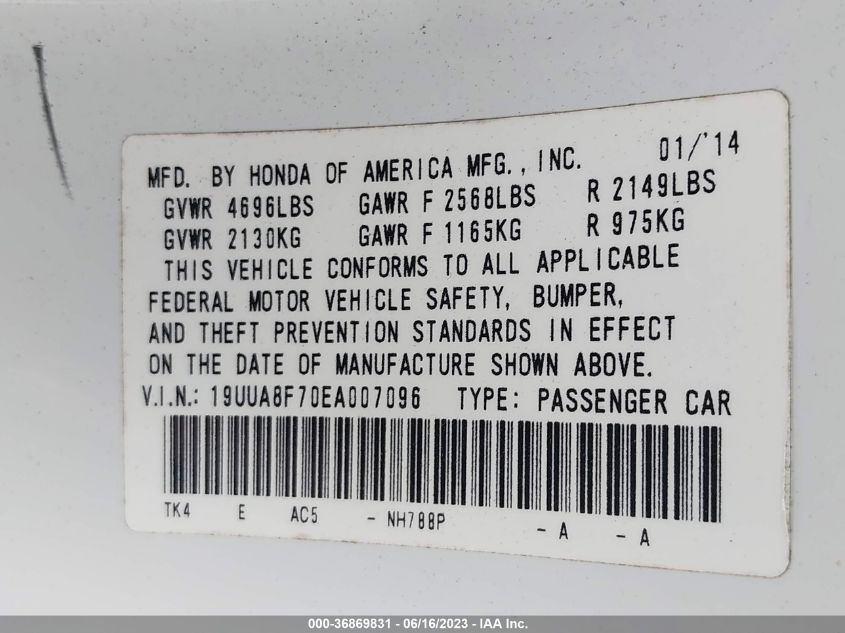 MFD. BY HONDA OF AMERICA MFG., INC. 01/'14
GVWR 4696LBS GAWR F 2568LBS R 2149LBS
GVWR 2130KG GAWR F 1165KG R 975KG
THIS VEHICLE CONFORMS TO ALL APPLICABLE
FEDERAL MOTOR VEHICLE SAFETY, BUMPER,
AND THEFT PREVENTION STANDARDS IN EFFECT
ON THE DATE OF MANUFACTURE SHOWN ABOVE.
V.I.N.: 19UUA8F70EA007096 TYPE: PASSENGER CAR
TK4 E AC5 - NH788P - A - A
000-36869831 - 06/16/2023 - IAA Inc.